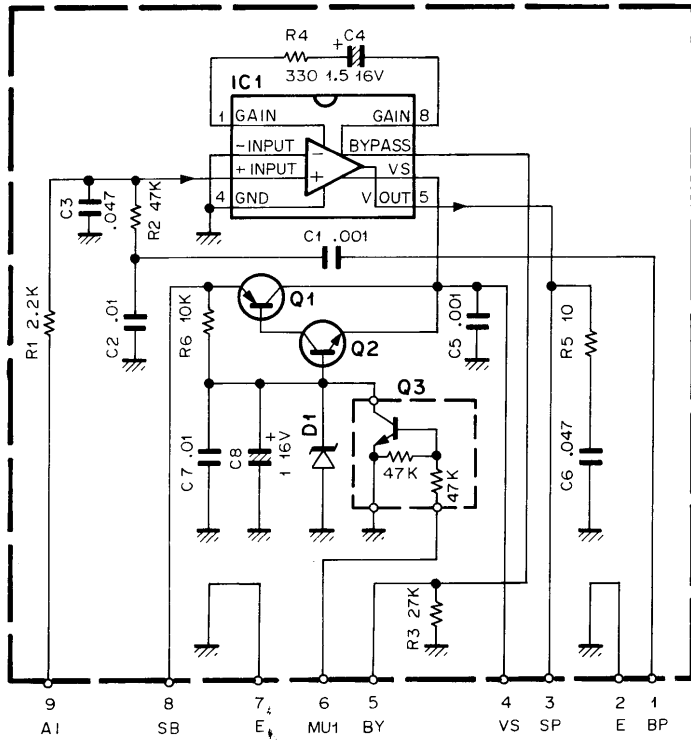 R4
+ C4
330 1.5 16V
IC1
1 GAIN
GAIN 8
-INPUT
BYPASS
+INPUT
VS
4 GND
V OUT 5
-
+
C3 .047
R2 47K
C1 .001
R1 2.2K
C2 .01
R6 10K
Q1
Q2
C5 .001
R5 10
Q3
C7 .01
C8 1 16V
+
D1
47K
47K
C6 .047
R3 27K
9 8 7 6 5 4 3 2 1
AI SB E MU1 BY VS SP E BP